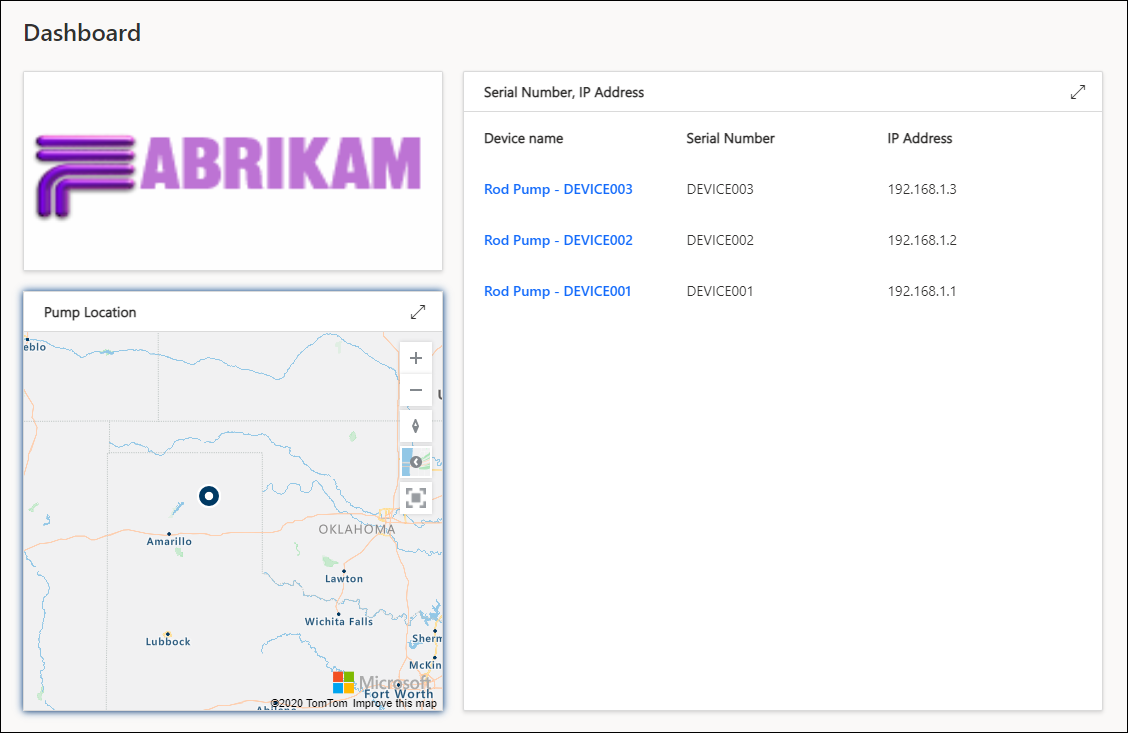 Dashboard
ABRIKAM
Serial Number, IP Address
Device name Serial Number IP Address
Rod Pump - DEVICE003 DEVICE003 192.168.1.3
Rod Pump - DEVICE002 DEVICE002 192.168.1.2
Rod Pump - DEVICE001 DEVICE001 192.168.1.1
Pump Location
eblo
U
OKLAHOMA
Amarillo
Lawton
Wichita Falls
Sherm
Lubbock
McKin
Microsoft
Fort Worth
©2020 TomTom Improve this map